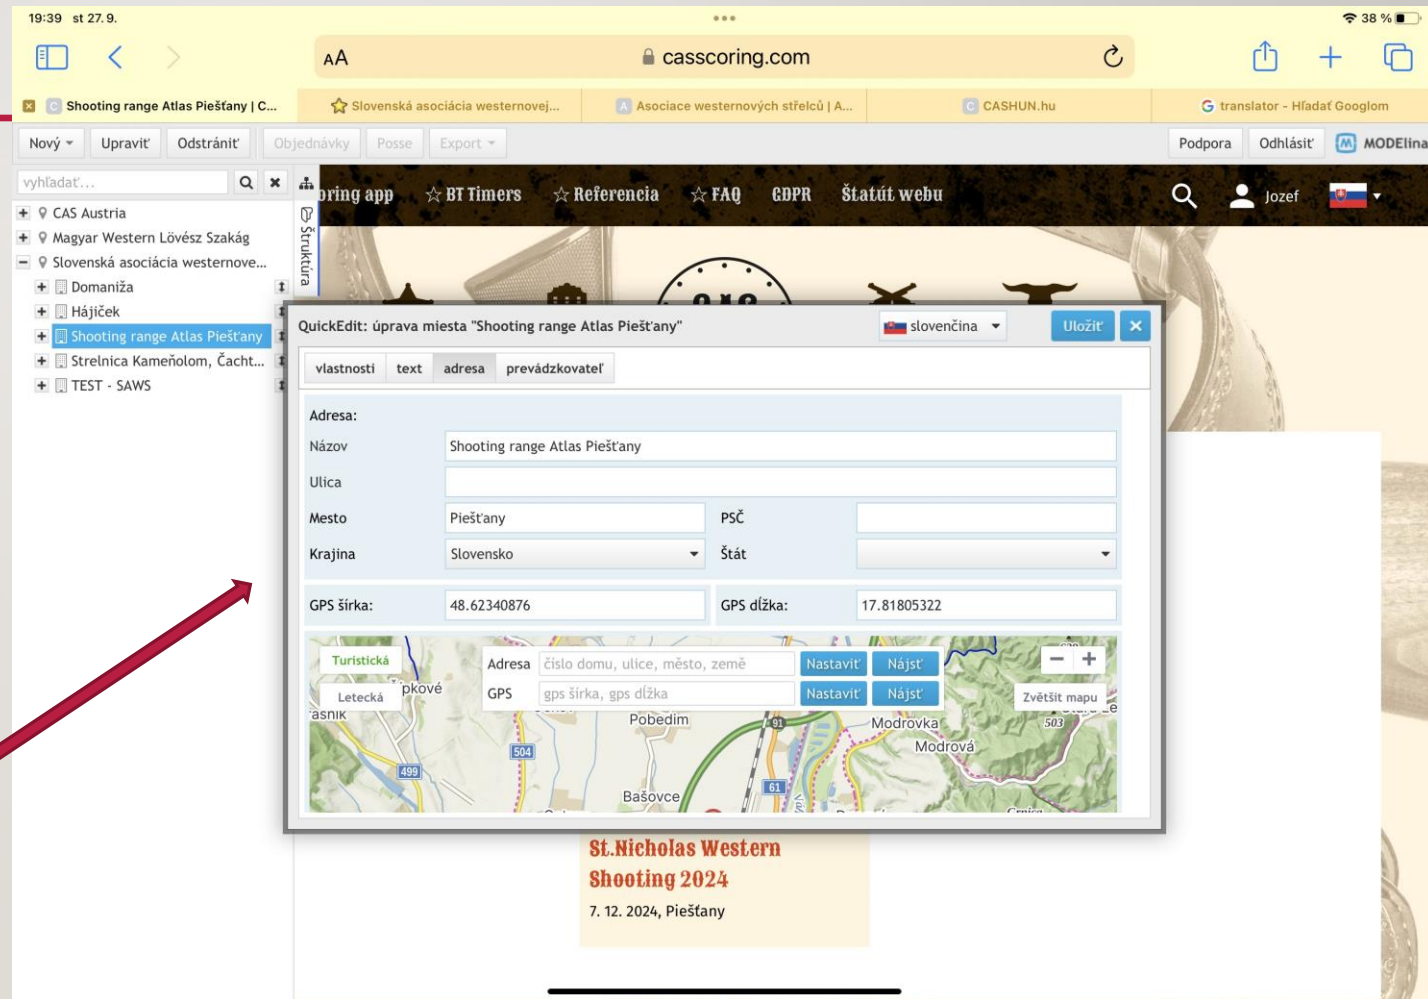 19:39 st 27. 9.
38 %
AA
casscoring.com
Shooting range Atlas Piešťany | C...
Slovenská asociácia westernovej...
A Asociace westernových střelců | A...
C CASHUN.hu
translator - Hľadať Googlom
Nový Upraviť Odstrániť Objednávky Posse Export Podpora Odhlásiť MODElina
vyhľadať...
oring app BT Timers Referencia FAQ GDPR Štatút webu Jozef
Štruktúra
CAS Austria
Magyar Western Lövész Szakág
Slovenská asociácia westernove...
Domaniža
Hájíček
Shooting range Atlas Piešťany
Strelnica Kameňolom, Čacht...
TEST - SAWS
QuickEdit: úprava miesta "Shooting range Atlas Piešťany" slovenčina Uložiť
vlastnosti text adresa prevádzkovateľ
Adresa:
Názov Shooting range Atlas Piešťany
Ulica
Mesto Piešťany PSČ
Krajina Slovensko Štát
GPS šírka: 48.62340876 GPS dĺžka: 17.81805322
Turistická
Letecká
Adresa číslo domu, ulice, město, země Nastaviť Nájsť
GPS gps šírka, gps dĺžka Nastaviť Nájsť
Zvětšit mapu
pkové
Pobedim
91
Modrovka
503
Modrová
504
499
61
Bašovce
St.Nicholas Western
Shooting 2024
7. 12. 2024, Piešťany